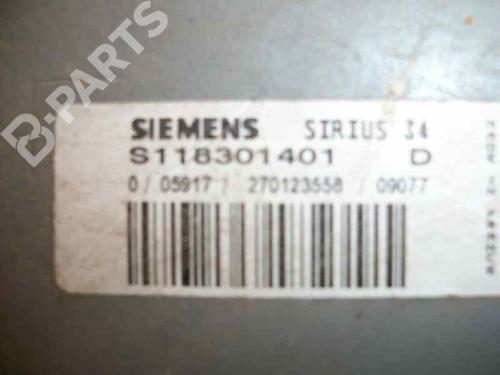 B-PARTS
SIEMENS SIRIUS 34
S118301401 D
0 / 05917 / 270123558 / 09077